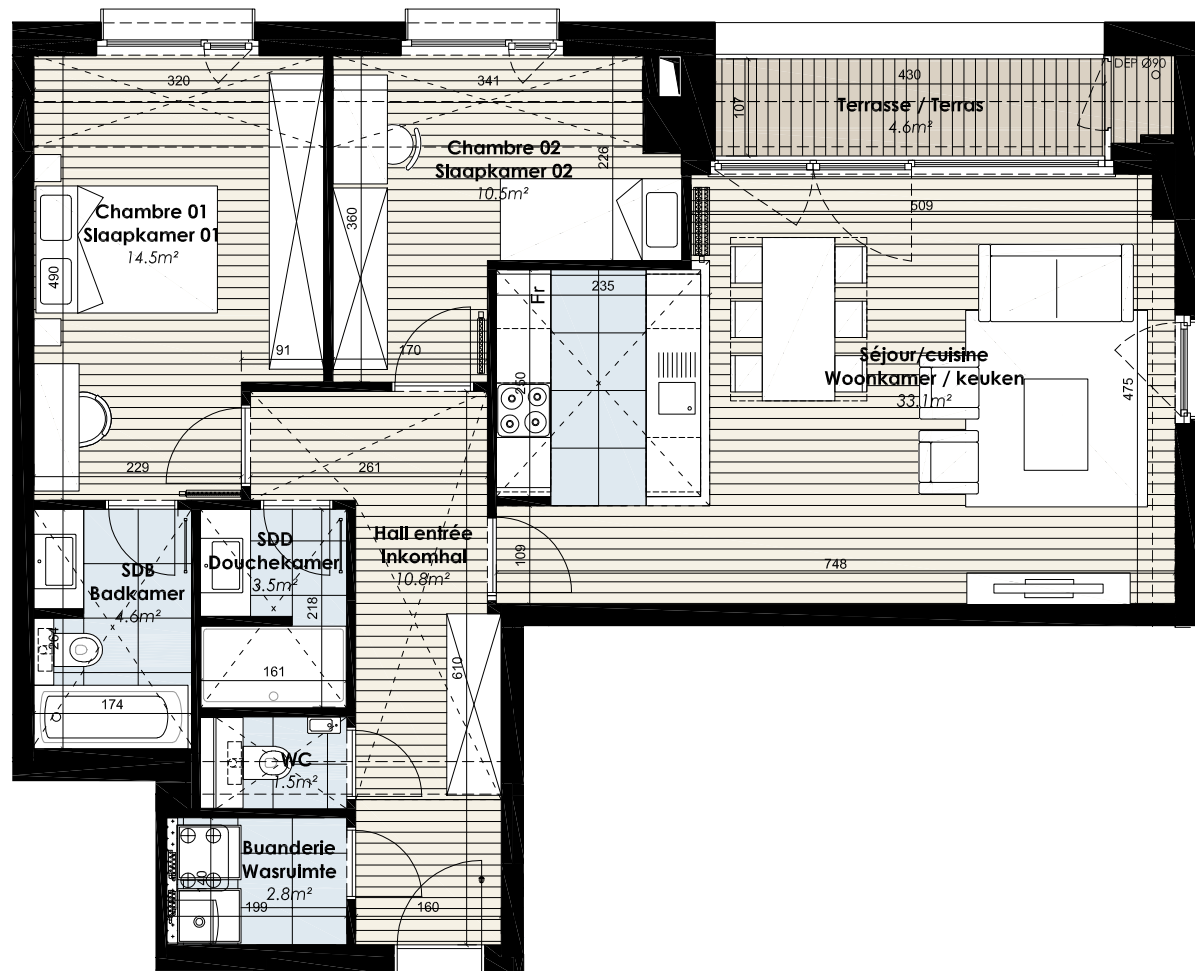 320
341
430
DEP Ø90
107
Terrasse / Terras
4.6m²
Chambre 02
Slaapkamer 02
10.5m²
226
Chambre 01
Slaapkamer 01
14.5m²
360
509
490
Fr
235
91
170
250
Séjour/cuisine
Woonkamer / keuken
33.1m²
475
229
261
SDB
Badkamer
4.6m²
264
SDD
Douchekamer
3.5m²
218
Hall entrée
Inkomhal
10.8m²
109
748
174
161
610
WC
1.5m²
Buanderie
Wasruimte
2.8m²
140
199
160